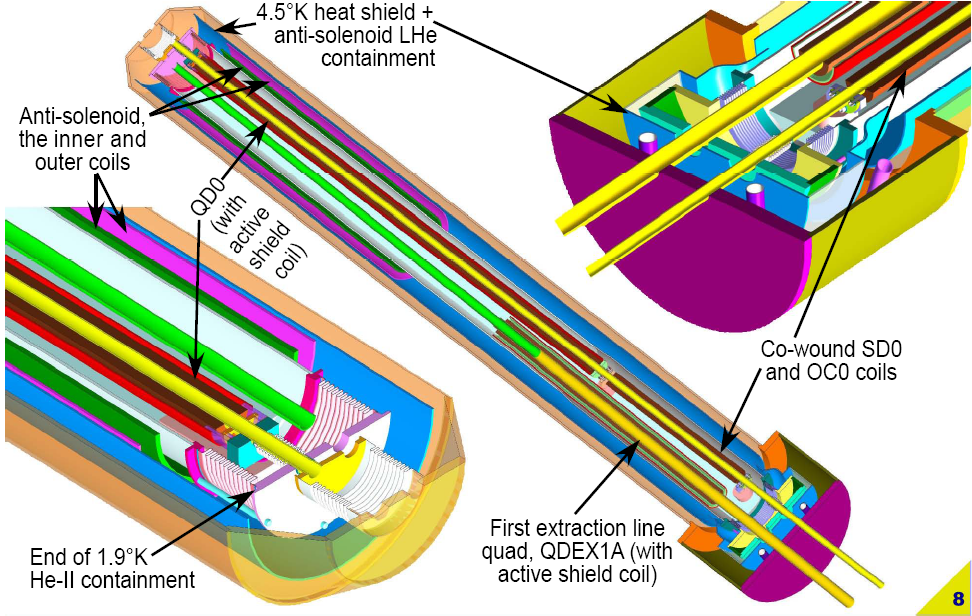 4.5°K heat shield +
anti-solenoid LHe
containment
Anti-solenoid,
the inner and
outer coils
QD0
(with
active
shield
coil)
Co-wound SD0
and OC0 coils
End of 1.9°K
He-II containment
First extraction line
quad, QDEX1A (with
active shield coil)
8